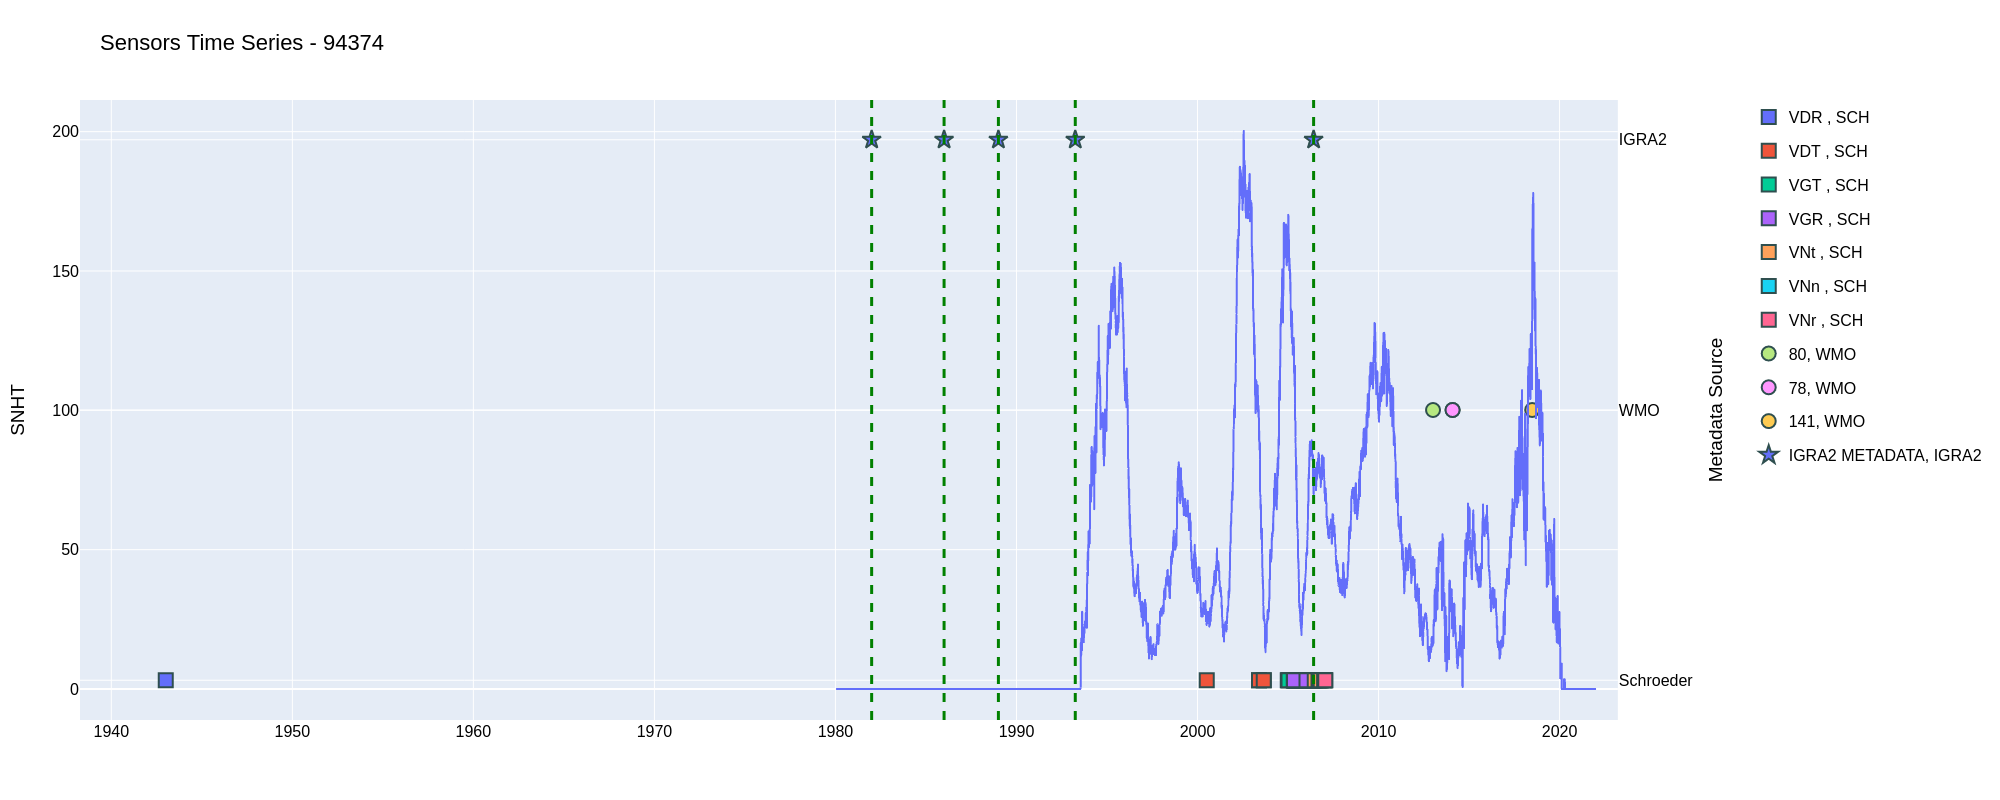 Sensors Time Series - 94374
SNHT
200
150
100
50
0
1940
1950
1960
1970
1980
1990
2000
2010
2020
IGRA2
WMO
Schroeder
Metadata Source
VDR , SCH
VDT , SCH
VGT , SCH
VGR , SCH
VNt , SCH
VNn , SCH
VNr , SCH
80, WMO
78, WMO
141, WMO
IGRA2 METADATA, IGRA2